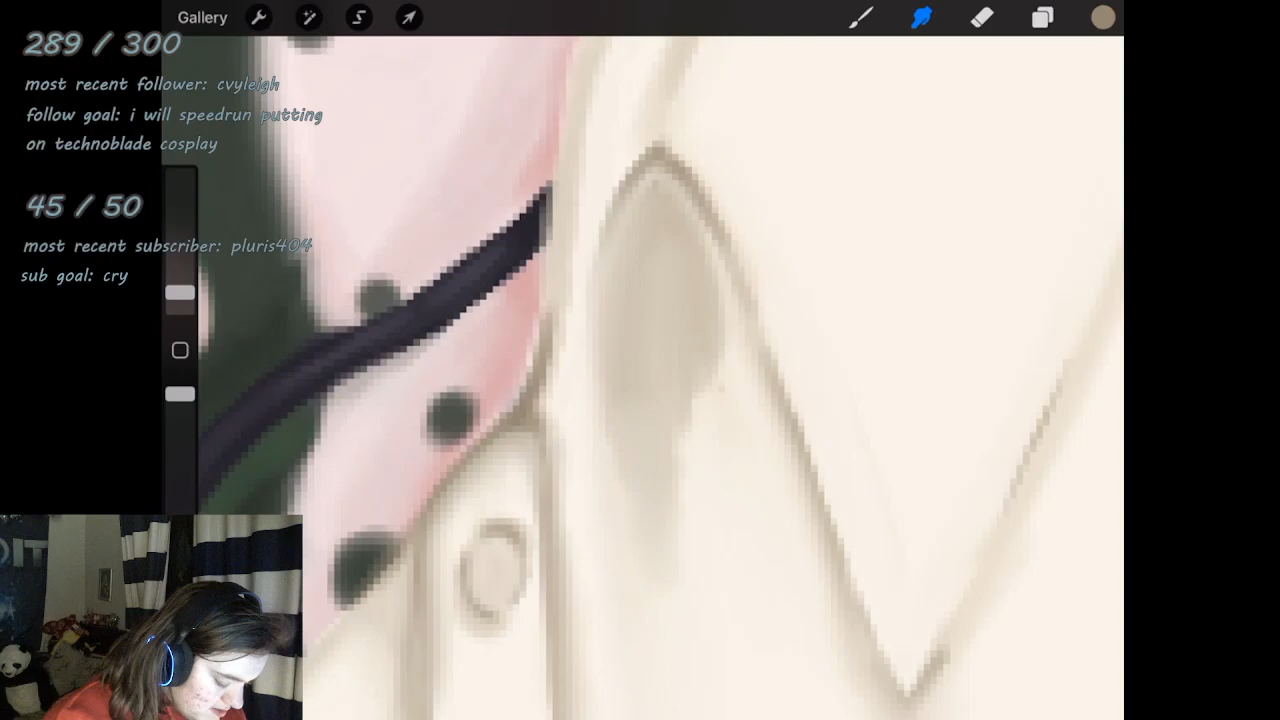 Gallery
289 / 300
most recent follower: cvyleigh
follow goal: i will speedrun putting
on technoblade cosplay
45 / 50
most recent subscriber: pluris404
sub goal: cry